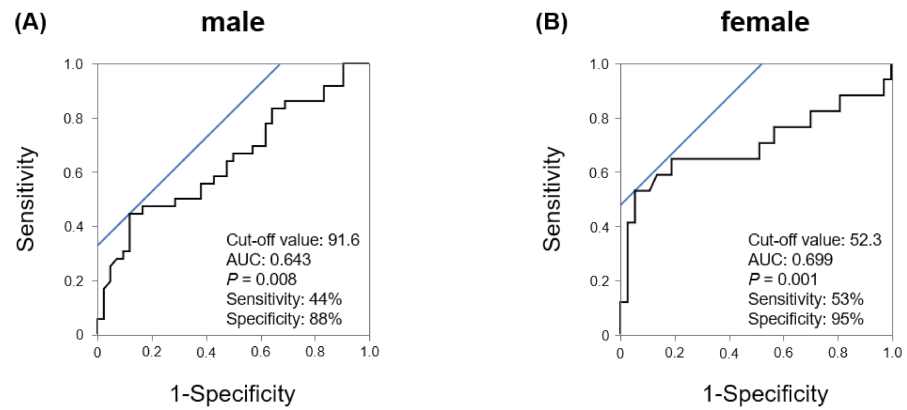 (A) male
1.0
0.8
0.6
0.4
0.2
0
Sensitivity
Cut-off value: 91.6
AUC: 0.643
P = 0.008
Sensitivity: 44%
Specificity: 88%
0 0.2 0.4 0.6 0.8 1.0
1-Specificity
(B) female
1.0
0.8
0.6
0.4
0.2
0
Sensitivity
Cut-off value: 52.3
AUC: 0.699
P = 0.001
Sensitivity: 53%
Specificity: 95%
0 0.2 0.4 0.6 0.8 1.0
1-Specificity